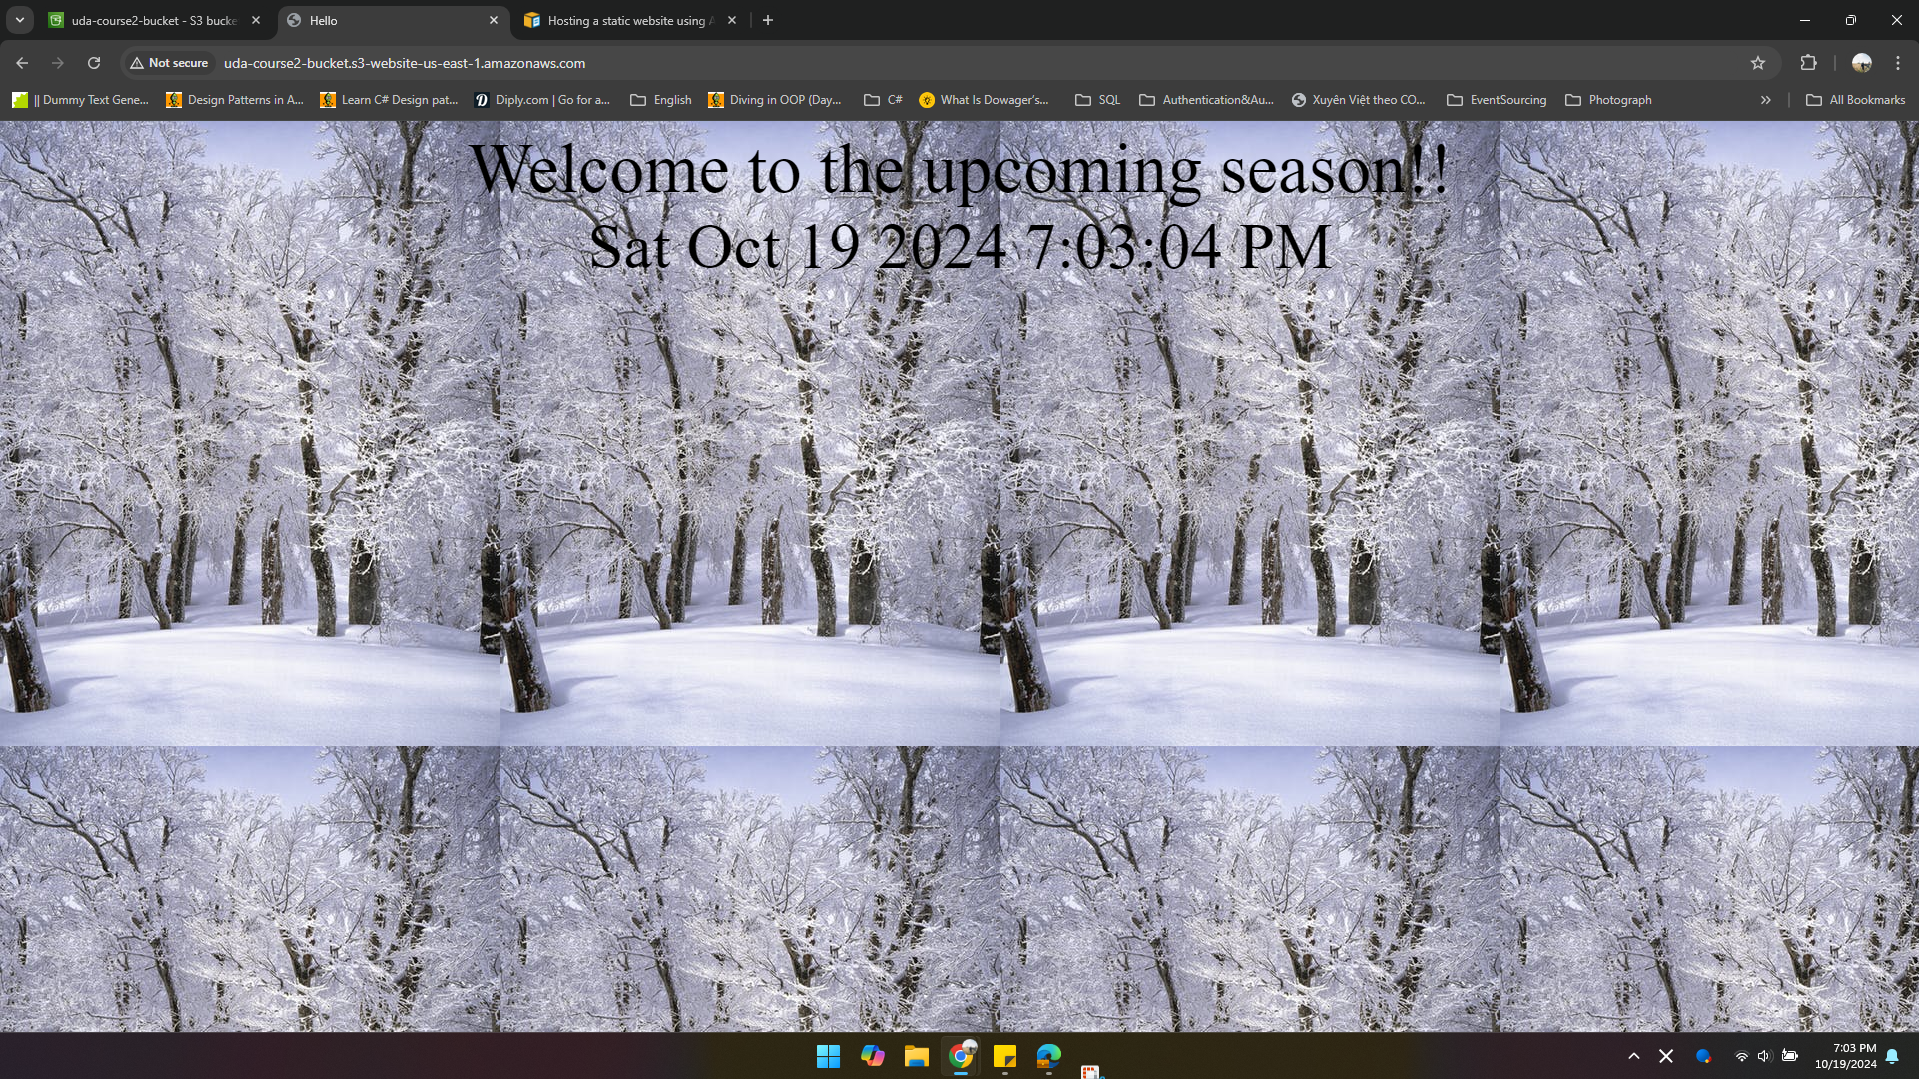 uda-course2-bucket - S3 bucke
Hello
Hosting a static website using A
Not secure
uda-course2-bucket.s3-website-us-east-1.amazonaws.com
|| Dummy Text Gene...
Design Patterns in A...
Learn C# Design pat...
Diply.com | Go for a...
English
Diving in OOP (Day...
C#
What Is Dowager's...
SQL
Authentication&Au...
Xuyên Việt theo CO...
EventSourcing
Photograph
All Bookmarks
Welcome to the upcoming season!!
Sat Oct 19 2024 7:03:04 PM
7:03 PM
10/19/2024